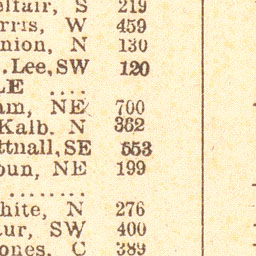 elfair, S 219
rris, W 459
nion, N 130
. Lee, SW 120
LE ....
am, NE 700
Kalb. N 362
ttnall, SE 553
oun, NE 199
........
hite, N 276
ur, SW 400
ones, C 389